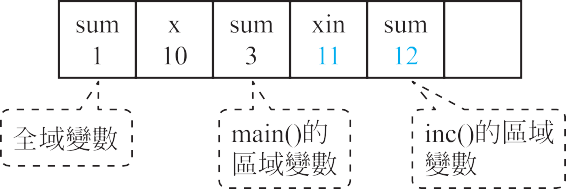 sum x sum xin sum
1 10 3 11 12
全域變數
main()的
區域變數
inc()的區域
變數